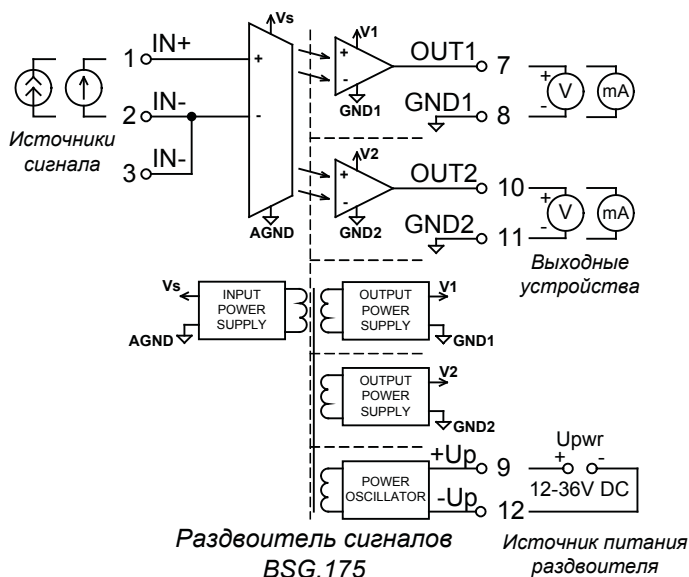 Vs
V1
1 IN+
+
+
-
OUT1
7
GND1
GND1
8
+
-
V
mA
2 IN-
-
Источники
сигнала
3 IN-
V2
+
-
OUT2
10
AGND
GND2
GND2
11
+
-
V
mA
Выходные
устройства
Vs
INPUT
POWER
SUPPLY
AGND
OUTPUT
POWER
SUPPLY
V1
GND1
OUTPUT
POWER
SUPPLY
V2
GND2
POWER
OSCILLATOR
+Up
9
-Up
12
Upwr
+ -
12-36V DC
Раздвоитель сигналов
BSG.175
Источник питания
раздвоителя